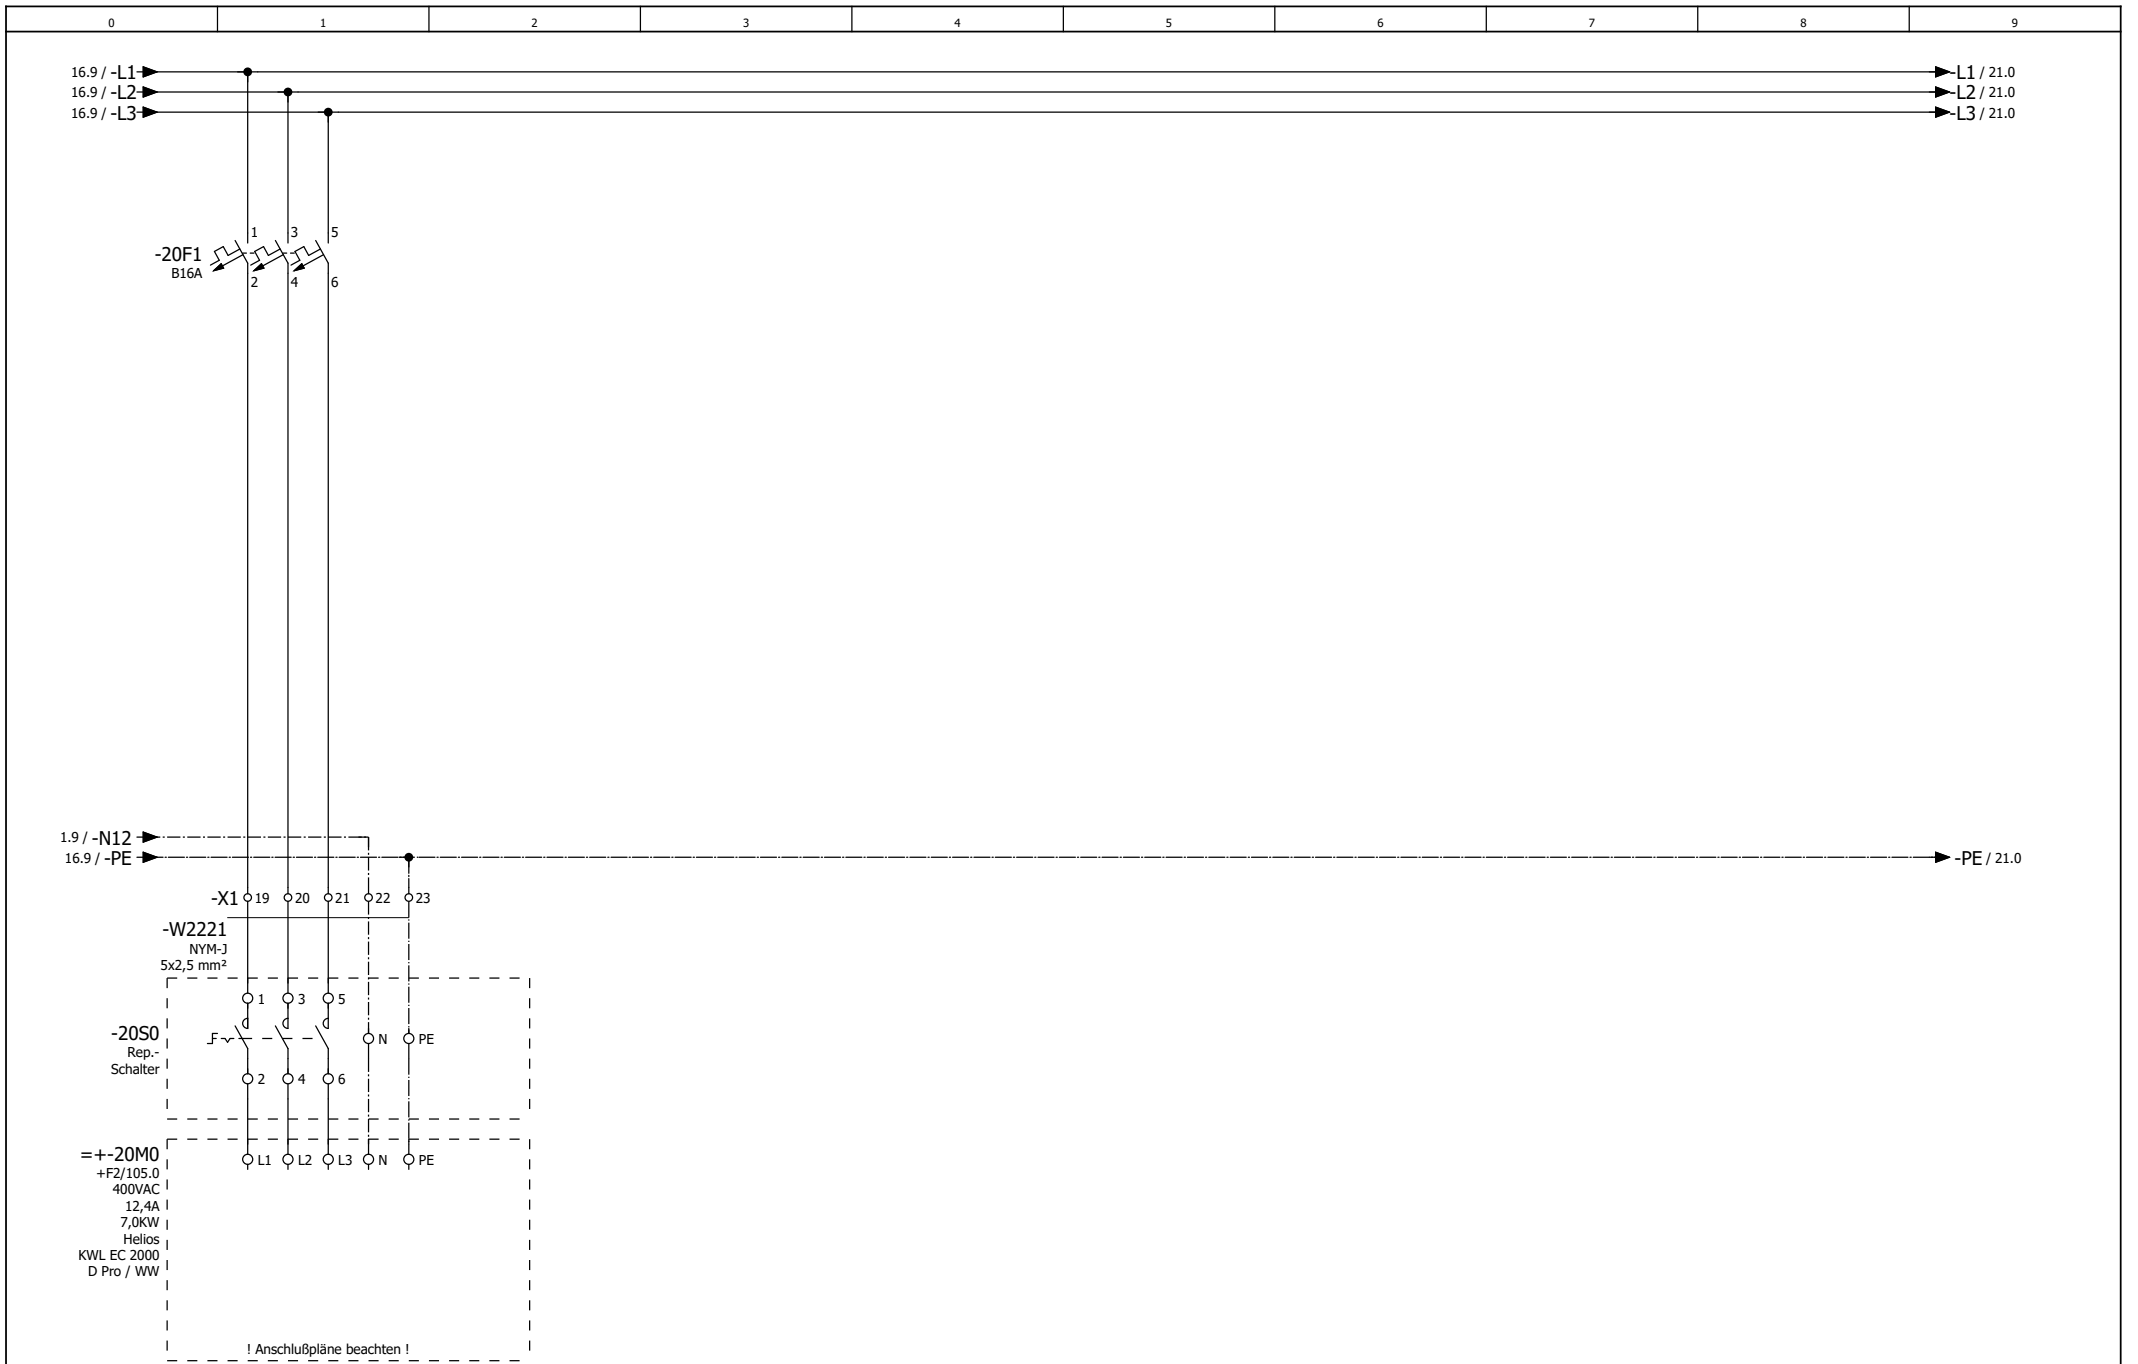 0 1 2 3 4 5 6 7 8 9
16.9 / -L1 -L1 / 21.0
16.9 / -L2 -L2 / 21.0
16.9 / -L3 -L3 / 21.0
1 3 5
-20F1
B16A
2 4 6
1.9 / -N12
16.9 / -PE -PE / 21.0
-X1 19 20 21 22 23
-W2221
NYM-J
5x2,5 mm²
1 3 5
-20S0
Rep.-
Schalter
N PE
2 4 6
=+-20M0
+F2/105.0
400VAC
12,4A
7,0KW
Helios
KWL EC 2000
D Pro / WW
L1 L2 L3 N PE
! Anschlußpläne beachten !